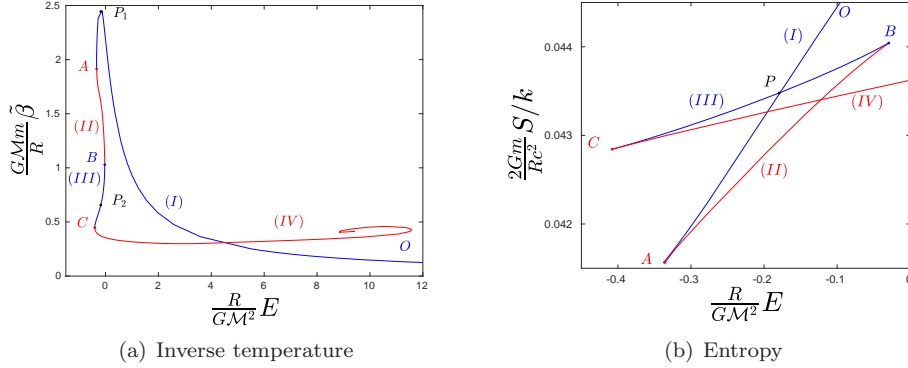 2.5
2
1.5
1
0.5
0
0
2
4
6
8
10
12
P₁
A
(II)
B
(III)
P₂
C
(I)
(IV)
O
GMm/R β̃
R/GM² E
(a) Inverse temperature
0.044
0.043
0.042
-0.4
-0.3
-0.2
-0.1
0
O
(I)
B
P
(III)
(IV)
C
(II)
A
2Gm/Rc² S/k
R/GM² E
(b) Entropy